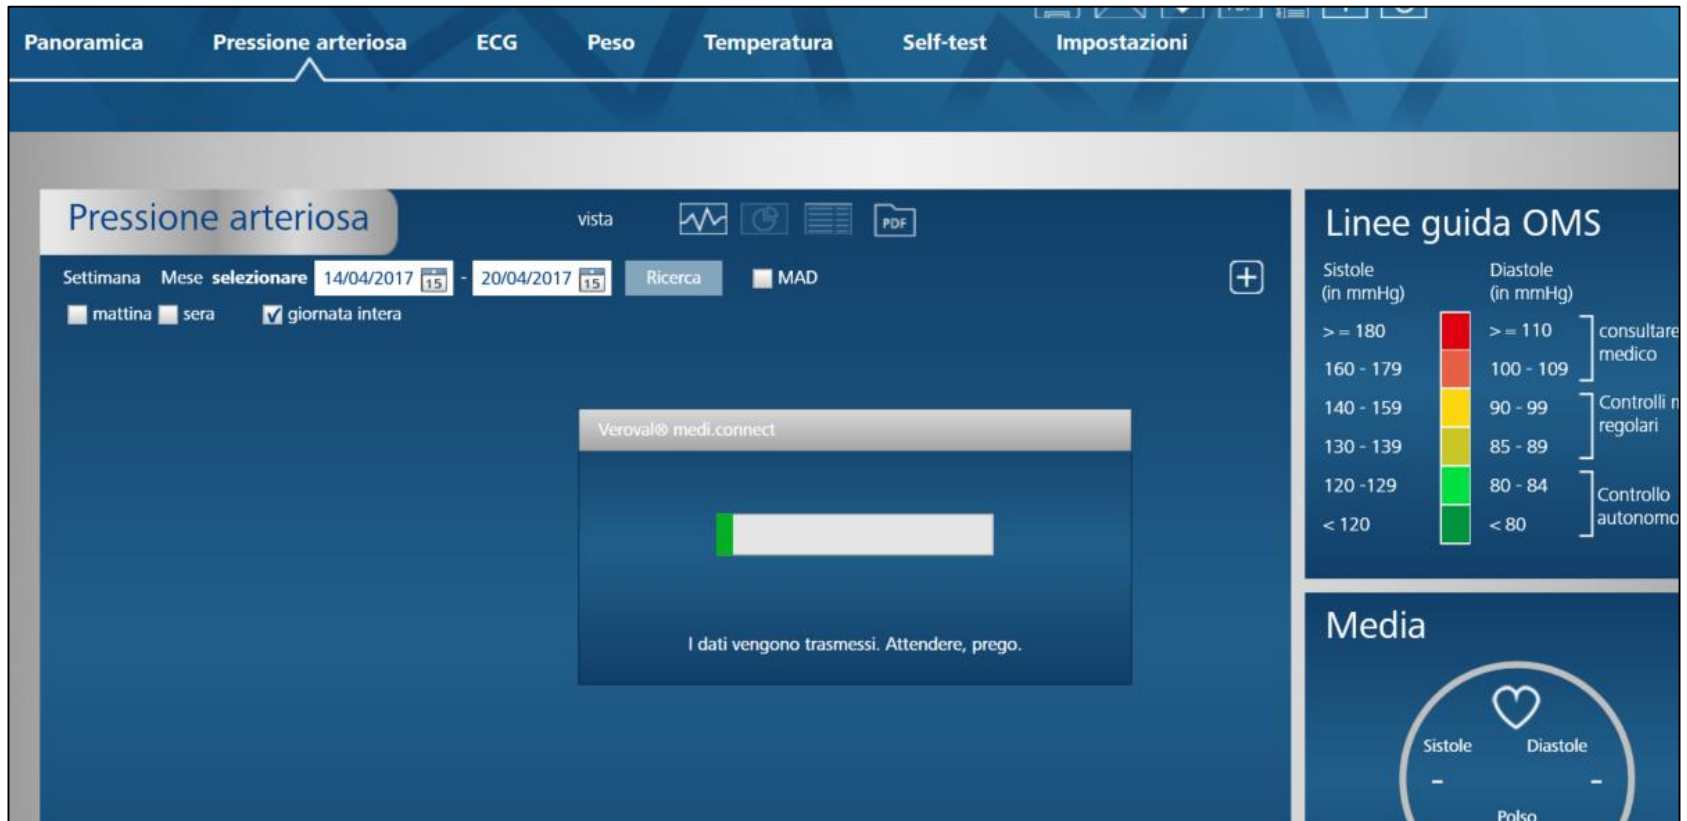 Panoramica Pressione arteriosa ECG Peso Temperatura Self-test Impostazioni
Pressione arteriosa
vista
PDF
Settimana Mese selezionare 14/04/2017 15 - 20/04/2017 15 Ricerca MAD
mattina sera giornata intera
Veroval® medi.connect
I dati vengono trasmessi. Attendere, prego.
Linee guida OMS
Sistole Diastole
(in mmHg) (in mmHg)
> = 180 > = 110 consultare
medico
160 - 179 100 - 109
140 - 159 90 - 99 Controlli
regolari
130 - 139 85 - 89
120 -129 80 - 84 Controllo
autonomo
< 120 < 80
Media
Sistole Diastole
- -
Polso